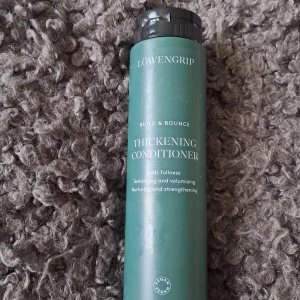 LÖWENGRIP
BUILD & BOUNCE
THICKENING
CONDITIONER
Adds fullness
Texturizing and volumizing
Nurturing and strengthening